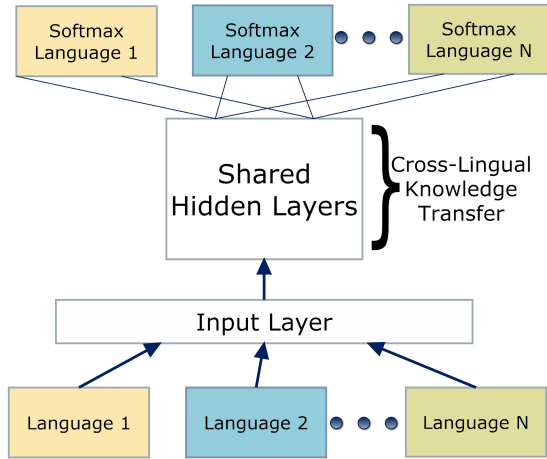 Softmax
Language 1
Softmax
Language 2
Softmax
Language N
Shared
Hidden Layers
Cross-Lingual
Knowledge
Transfer
Input Layer
Language 1
Language 2
Language N